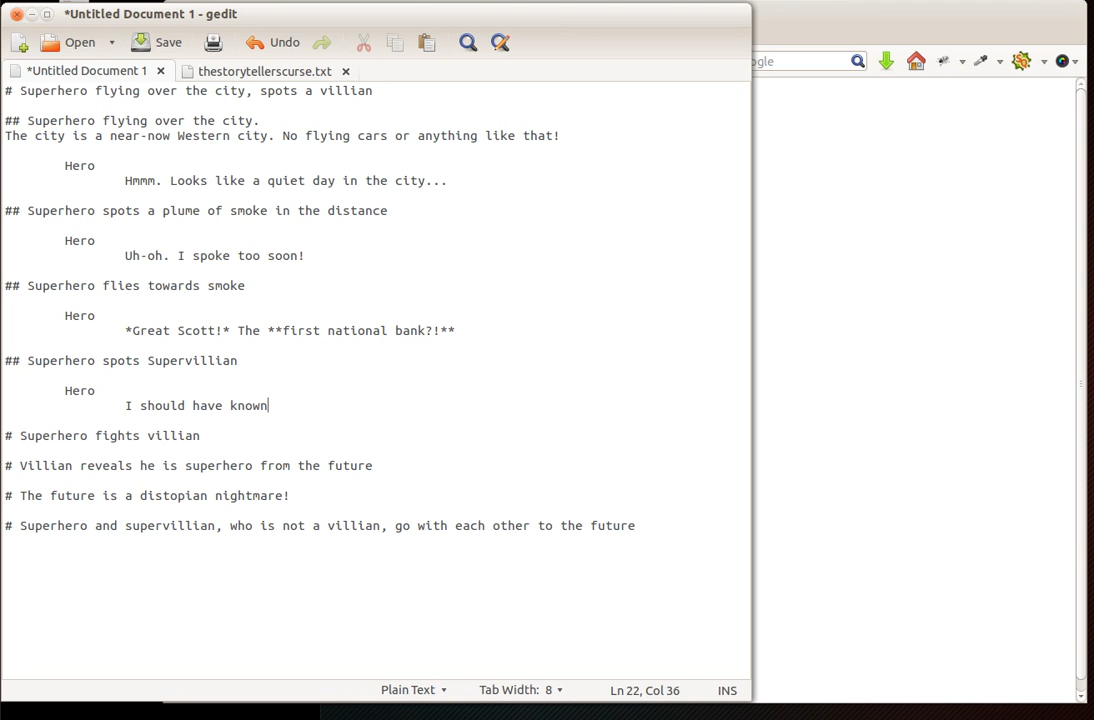 *Untitled Document 1 - gedit
Open Save Undo
*Untitled Document 1 thestorytellerscurse.txt
# Superhero flying over the city, spots a villian
## Superhero flying over the city.
The city is a near-now Western city. No flying cars or anything like that!
Hero
Hmmm. Looks like a quiet day in the city...
## Superhero spots a plume of smoke in the distance
Hero
Uh-oh. I spoke too soon!
## Superhero flies towards smoke
Hero
*Great Scott!* The **first national bank?!**
## Superhero spots Supervillian
Hero
I should have known
# Superhero fights villian
# Villian reveals he is superhero from the future
# The future is a distopian nightmare!
# Superhero and supervillian, who is not a villian, go with each other to the future
Plain Text Tab Width: 8 Ln 22, Col 36 INS